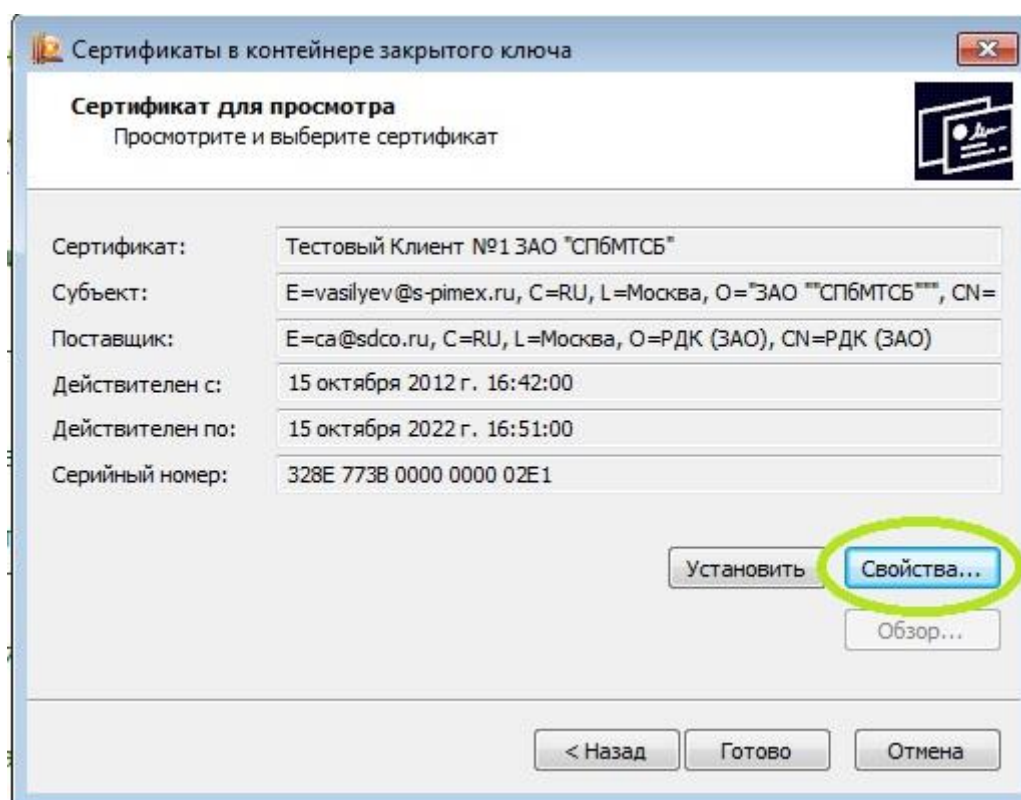 Сертификаты в контейнере закрытого ключа
Сертификат для просмотра
Просмотрите и выберите сертификат
Сертификат: Тестовый Клиент №1 ЗАО "СПбМТСБ"
Субъект: E=vasilyev@s-pimex.ru, C=RU, L=Москва, O="ЗАО ""СПбМТСБ""", CN=
Поставщик: E=ca@sdco.ru, C=RU, L=Москва, O=РДК (ЗАО), CN=РДК (ЗАО)
Действителен с: 15 октября 2012 г. 16:42:00
Действителен по: 15 октября 2022 г. 16:51:00
Серийный номер: 328E 773B 0000 0000 02E1
Установить Свойства...
Обзор...
< Назад Готово Отмена